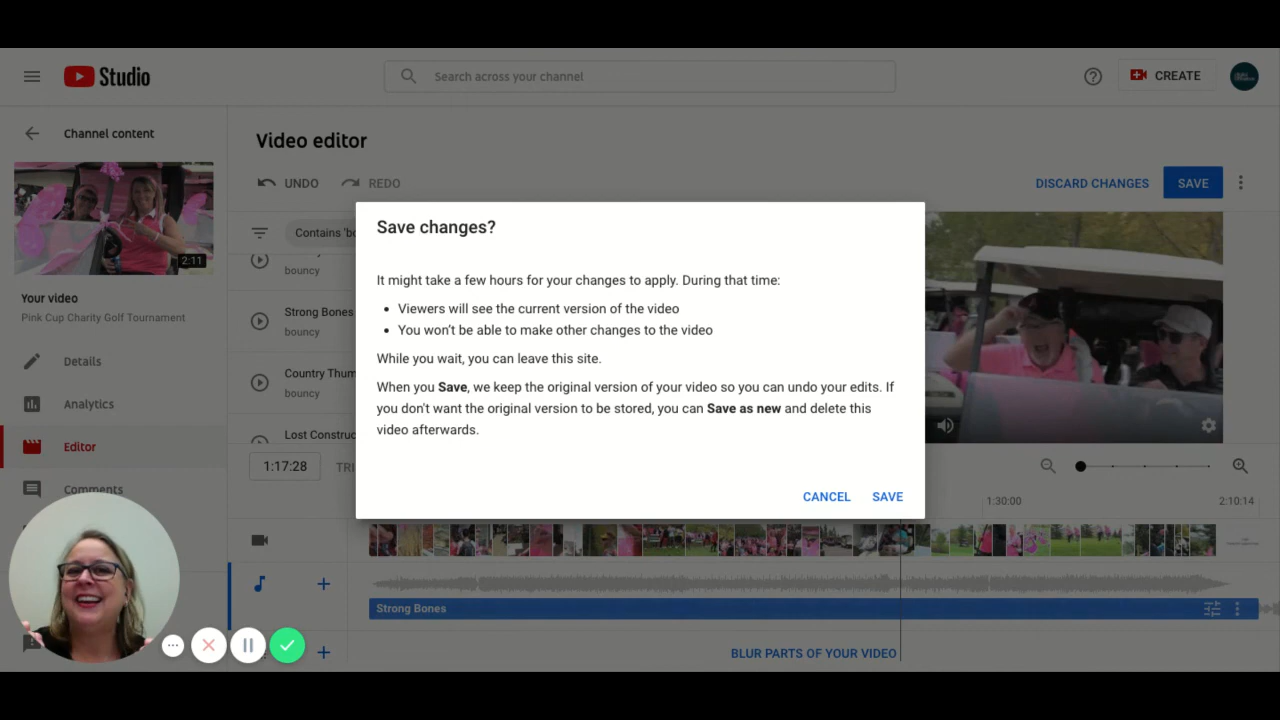 Studio
Search across your channel
CREATE
Channel content
Video editor
UNDO
REDO
DISCARD CHANGES
SAVE
2:11
Your video
Pink Cup Charity Golf Tournament
Details
Analytics
Editor
Comments
Contains 'bo
bouncy
Strong Bones
bouncy
Country Thum
bouncy
Lost Construc
Save changes?
It might take a few hours for your changes to apply. During that time:
• Viewers will see the current version of the video
• You won't be able to make other changes to the video
While you wait, you can leave this site.
When you Save, we keep the original version of your video so you can undo your edits. If
you don't want the original version to be stored, you can Save as new and delete this
video afterwards.
CANCEL
SAVE
1:17:28
TRI
1:30:00
2:10:14
Strong Bones
BLUR PARTS OF YOUR VIDEO